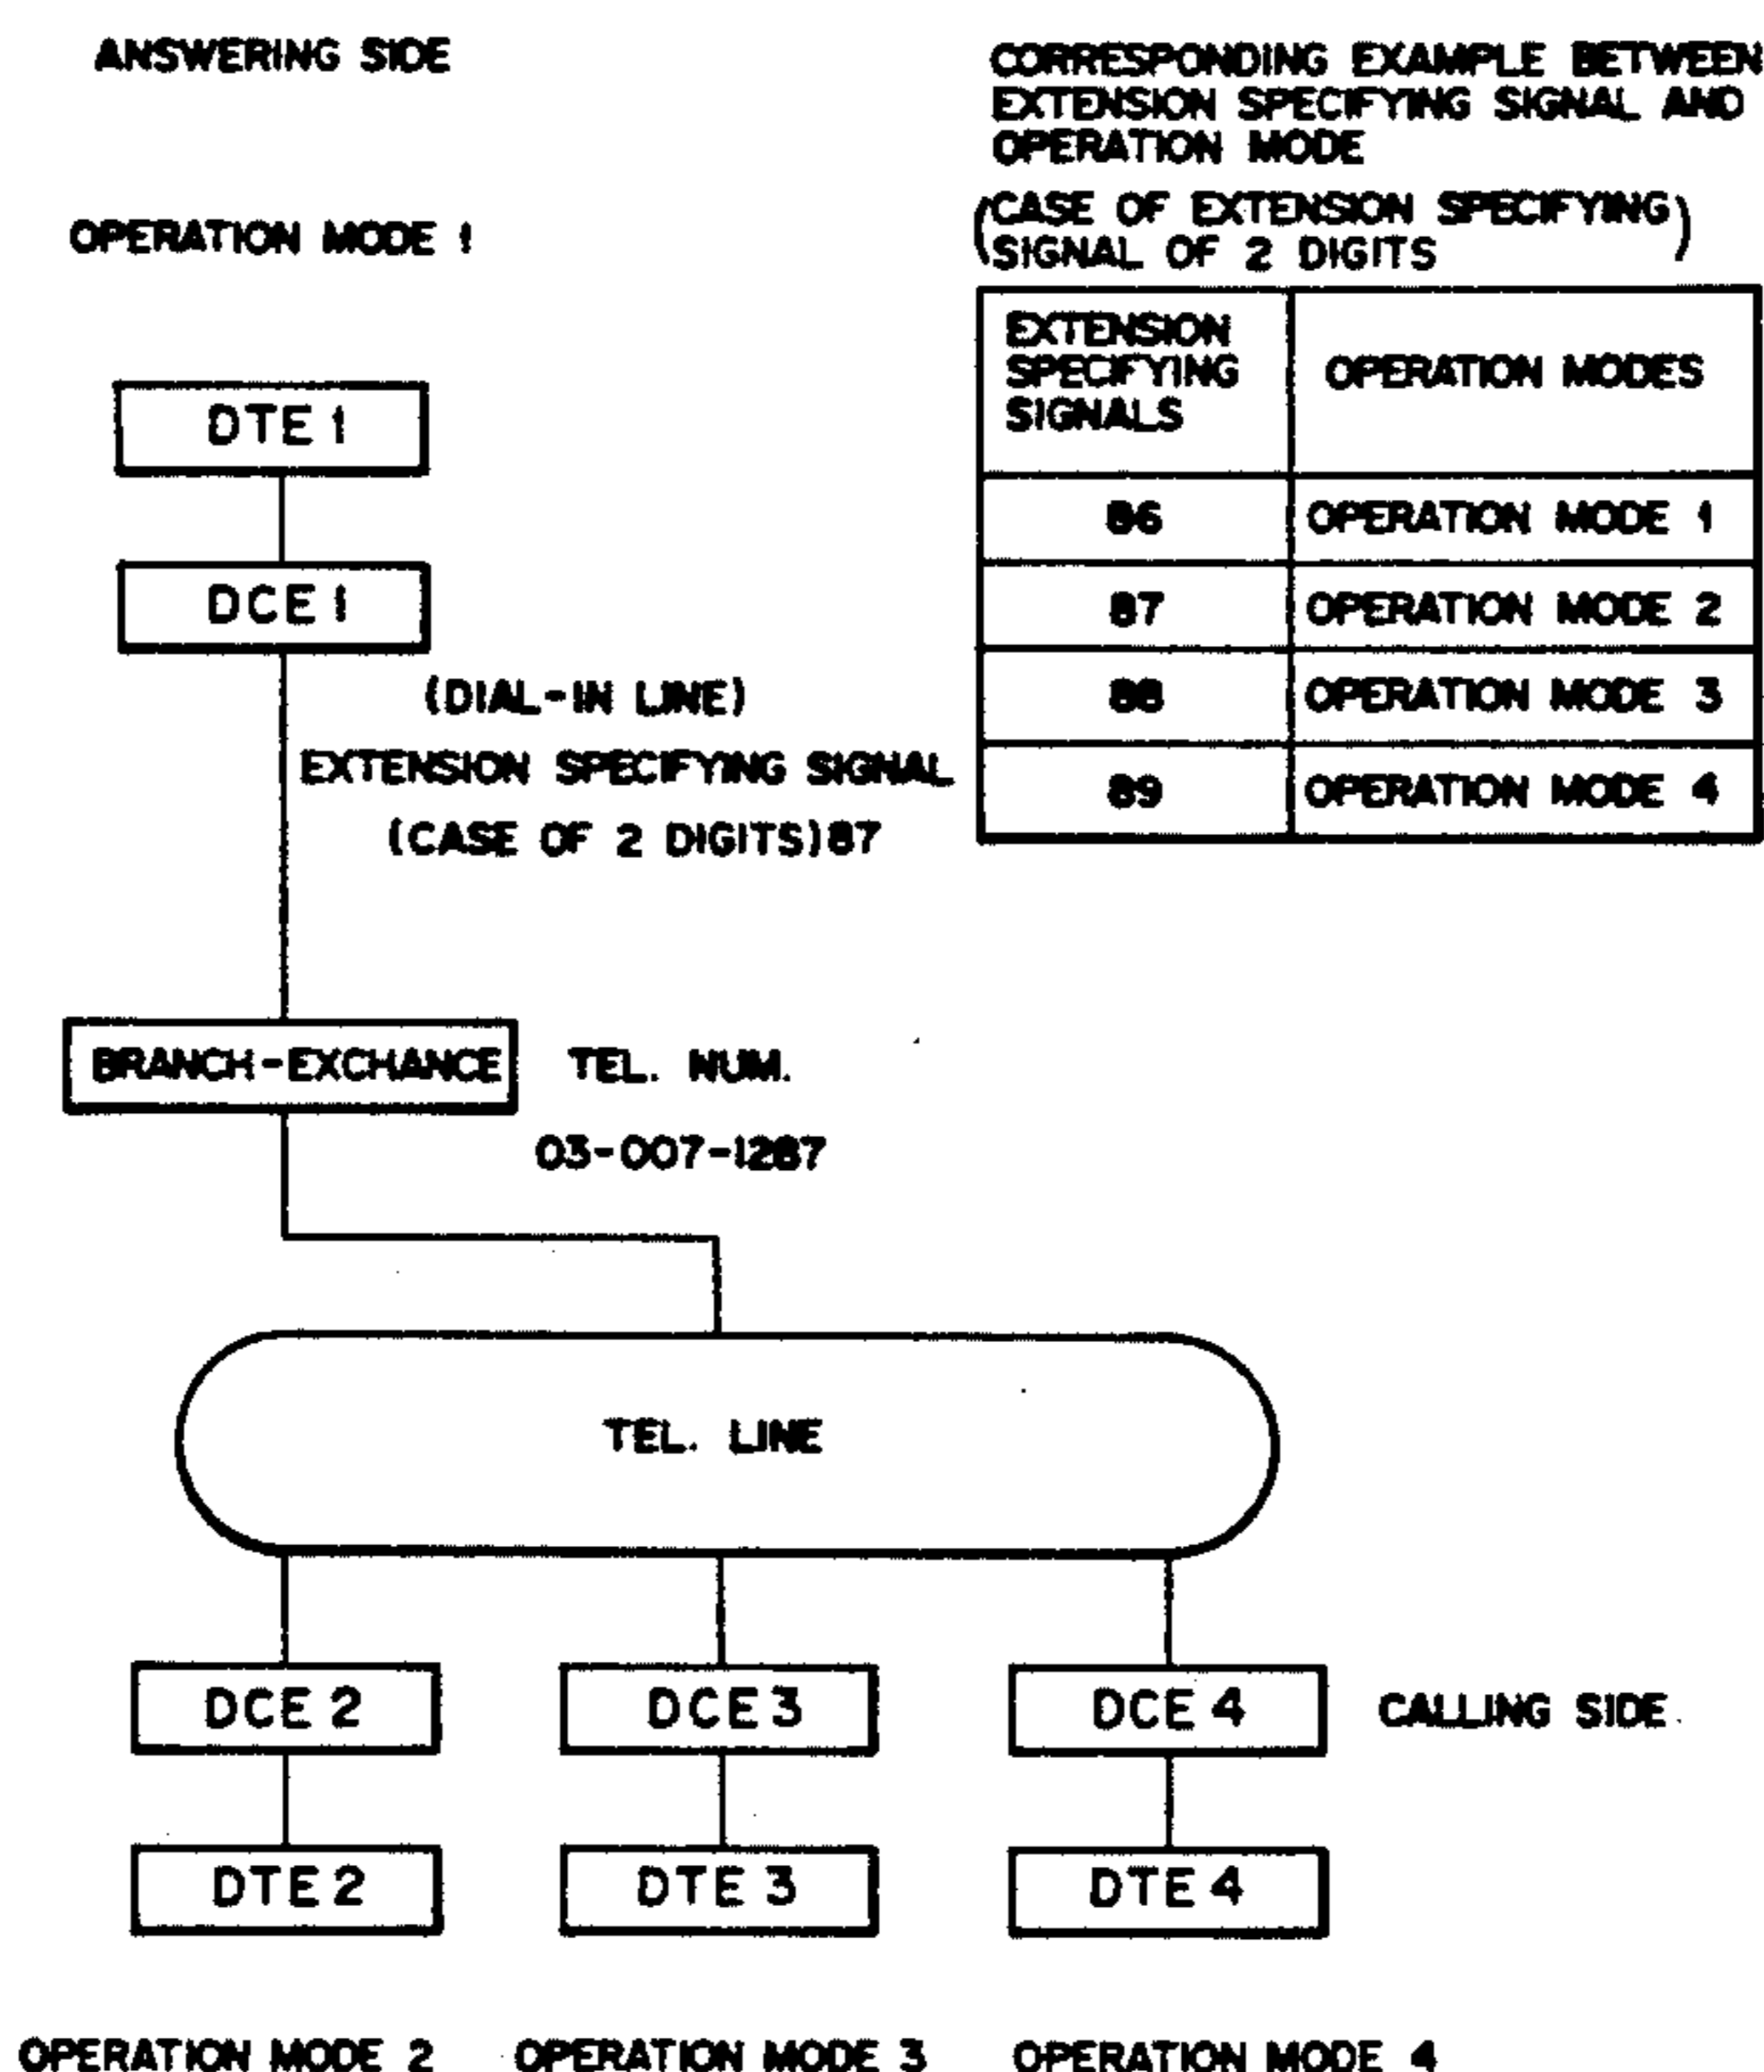 ANSWERING SIDE
OPERATION MODE 1
DTE 1
DCE 1
(DIAL-IN LINE)
EXTENSION SPECIFYING SIGNAL
(CASE OF 2 DIGITS) 87
BRANCH-EXCHANCE
TEL. NUM.
03-007-1287
TEL. LINE
DCE 2
DCE 3
DCE 4
CALLING SIDE
DTE 2
DTE 3
DTE 4
OPERATION MODE 2
OPERATION MODE 3
OPERATION MODE 4
CORRESPONDING EXAMPLE BETWEEN
EXTENSION SPECIFYING SIGNAL AND
OPERATION MODE
(CASE OF EXTENSION SPECIFYING
SIGNAL OF 2 DIGITS)
EXTENSION
SPECIFYING
SIGNALS
OPERATION MODES
86
OPERATION MODE 1
87
OPERATION MODE 2
88
OPERATION MODE 3
89
OPERATION MODE 4